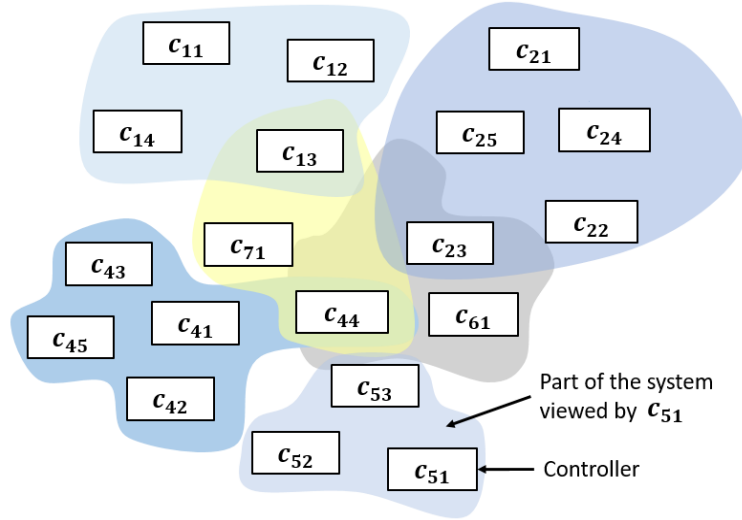 c₁₁
c₁₂
c₂₁
c₁₄
c₁₃
c₂₅
c₂₄
c₂₂
c₇₁
c₂₃
c₄₃
c₄₄
c₆₁
c₄₁
c₄₅
c₄₂
c₅₃
Part of the system
viewed by c₅₁
c₅₂
c₅₁
Controller